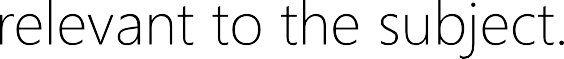 relevant to the subject.